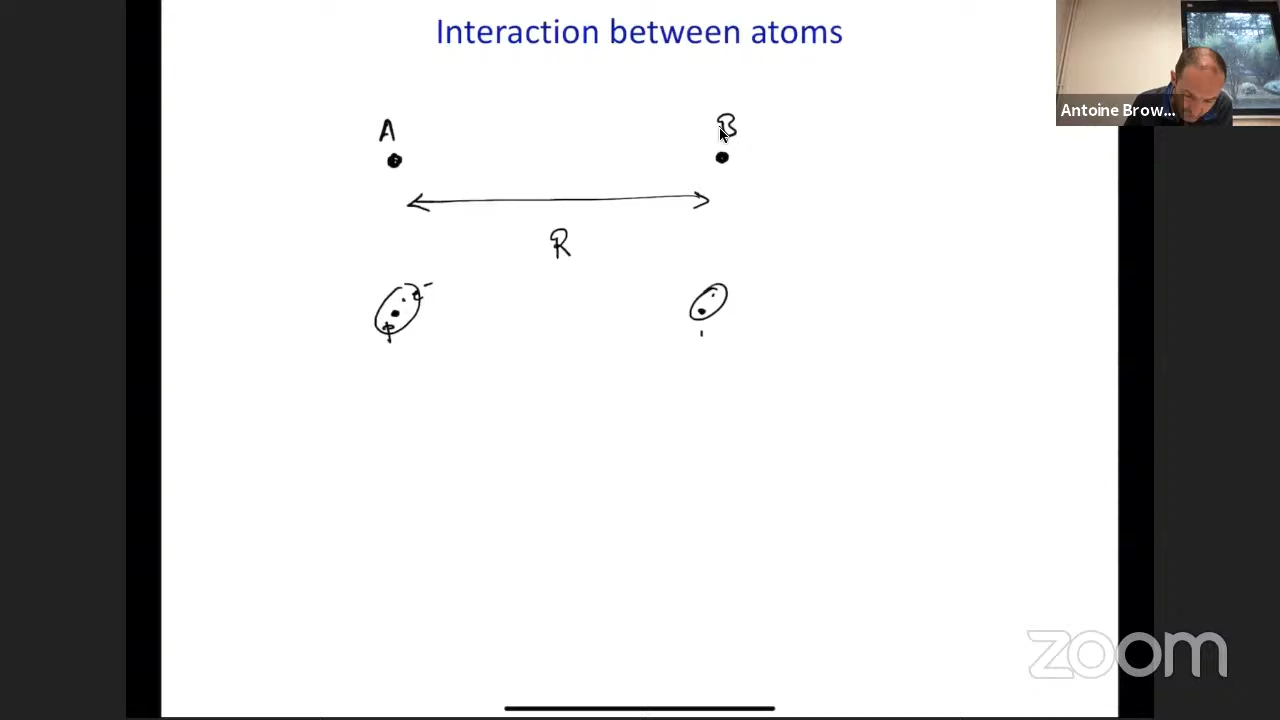 Interaction between atoms
Antoine Brow...
A
B
R
e-
zoom